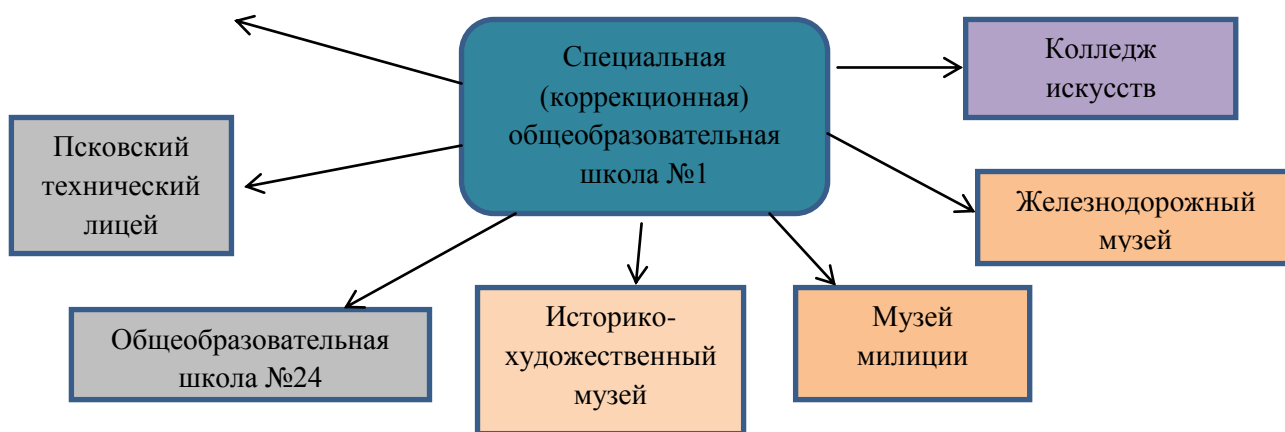 Специальная
(коррекционная)
общеобразовательная
школа №1
Колледж
искусств
Псковский
технический
лицей
Железнодорожный
музей
Общеобразовательная
школа №24
Историко-
художественный
музей
Музей
милиции